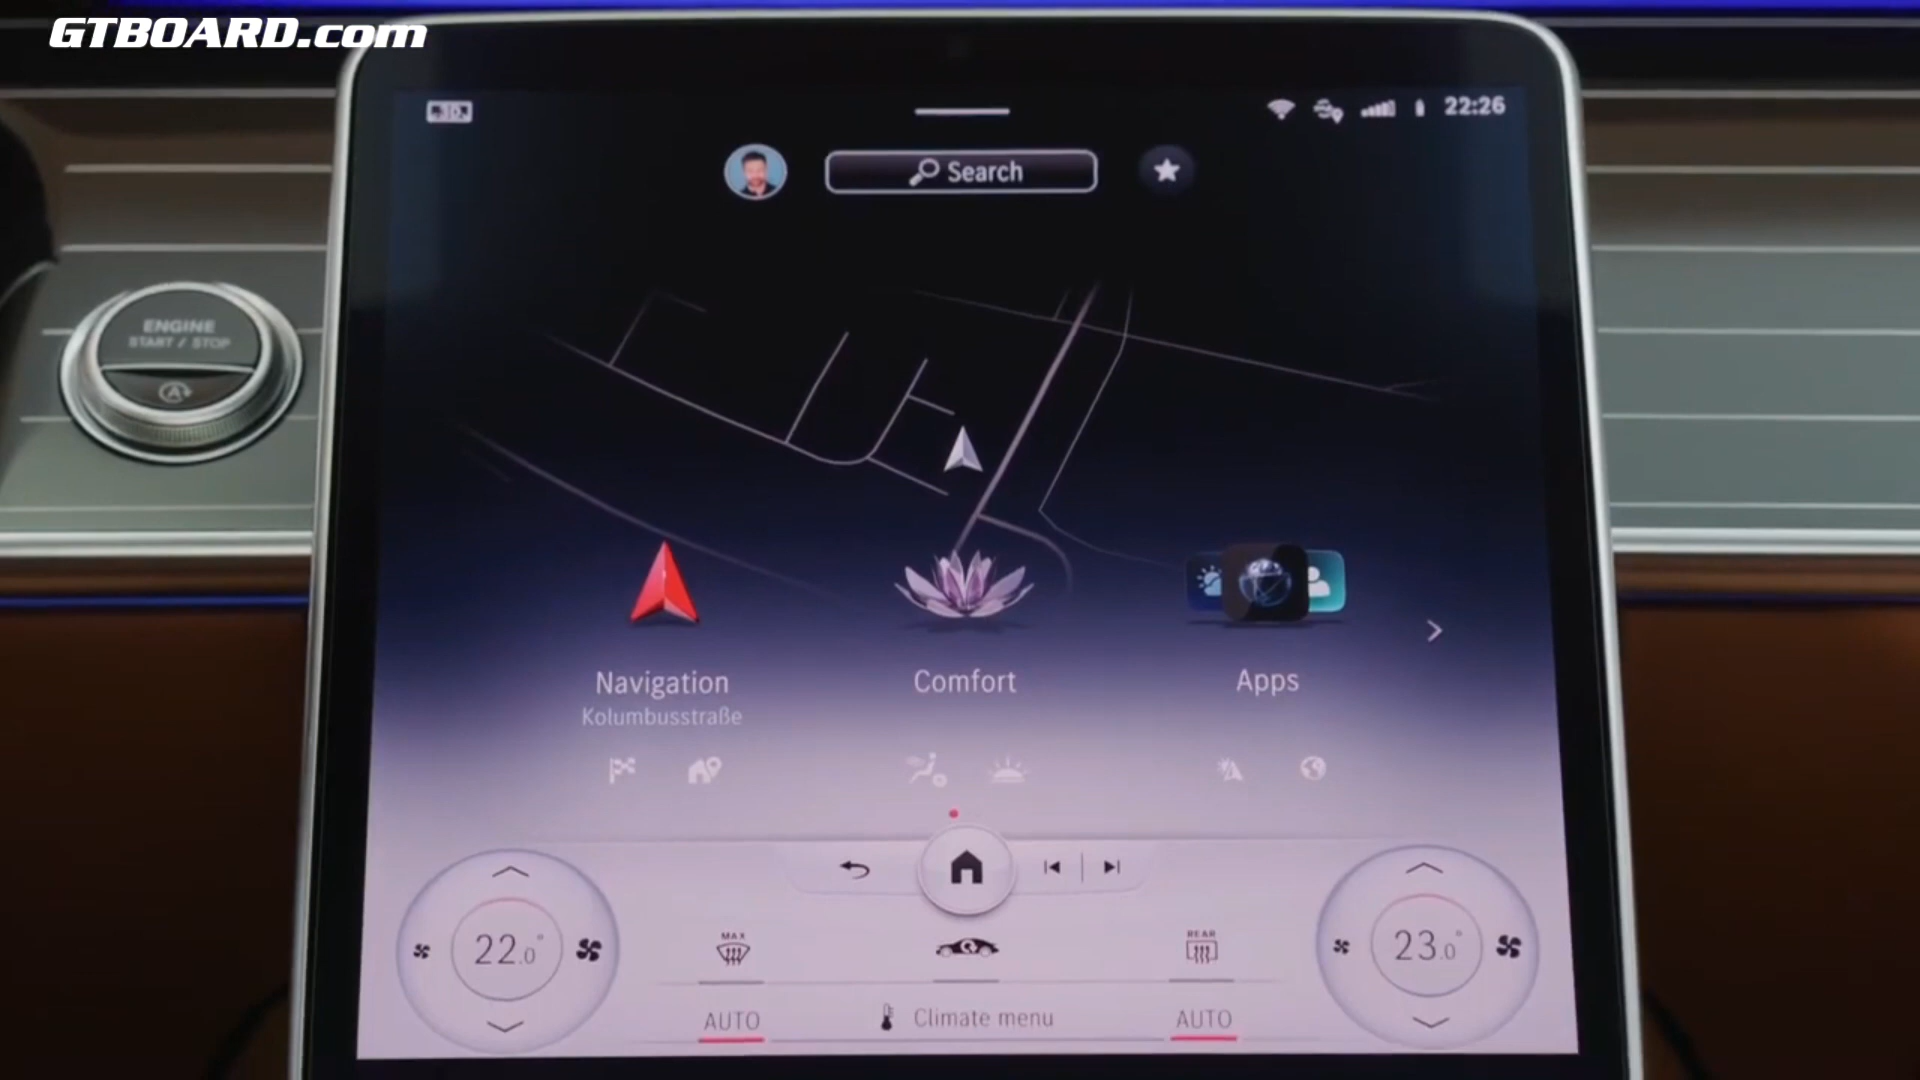 GTBOARD.com
3D
22:26
Search
ENGINE
START / STOP
Navigation
Kolumbusstraße
Comfort
Apps
22.0°
MAX
REAR
23.0°
AUTO
Climate menu
AUTO